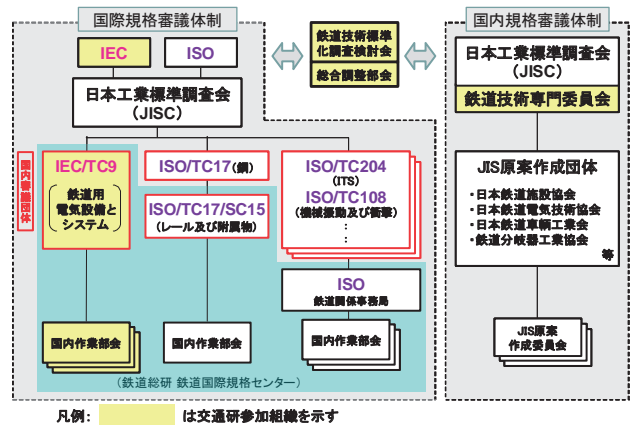 国際規格審議体制
国内規格審議体制
IEC
ISO
鉄道技術標準
化調査検討会
総合調整部会
日本工業標準調査会
(JISC)
日本工業標準調査会
(JISC)
鉄道技術専門委員会
国内審議団体
IEC/TC9
鉄道用
電気設備と
システム
ISO/TC17(鋼)
ISO/TC17/SC15
(レール及び附属物)
ISO/TC204
(ITS)
ISO/TC108
(機械振動及び衝撃)
:
:
JIS原案作成団体
・日本鉄道施設協会
・日本鉄道電気技術協会
・日本鉄道車輌工業会
・鉄道分岐器工業協会
等
ISO
鉄道関係事務局
国内作業部会
国内作業部会
国内作業部会
JIS原案
作成委員会
(鉄道総研 鉄道国際規格センター)
凡例: は交通研参加組織を示す